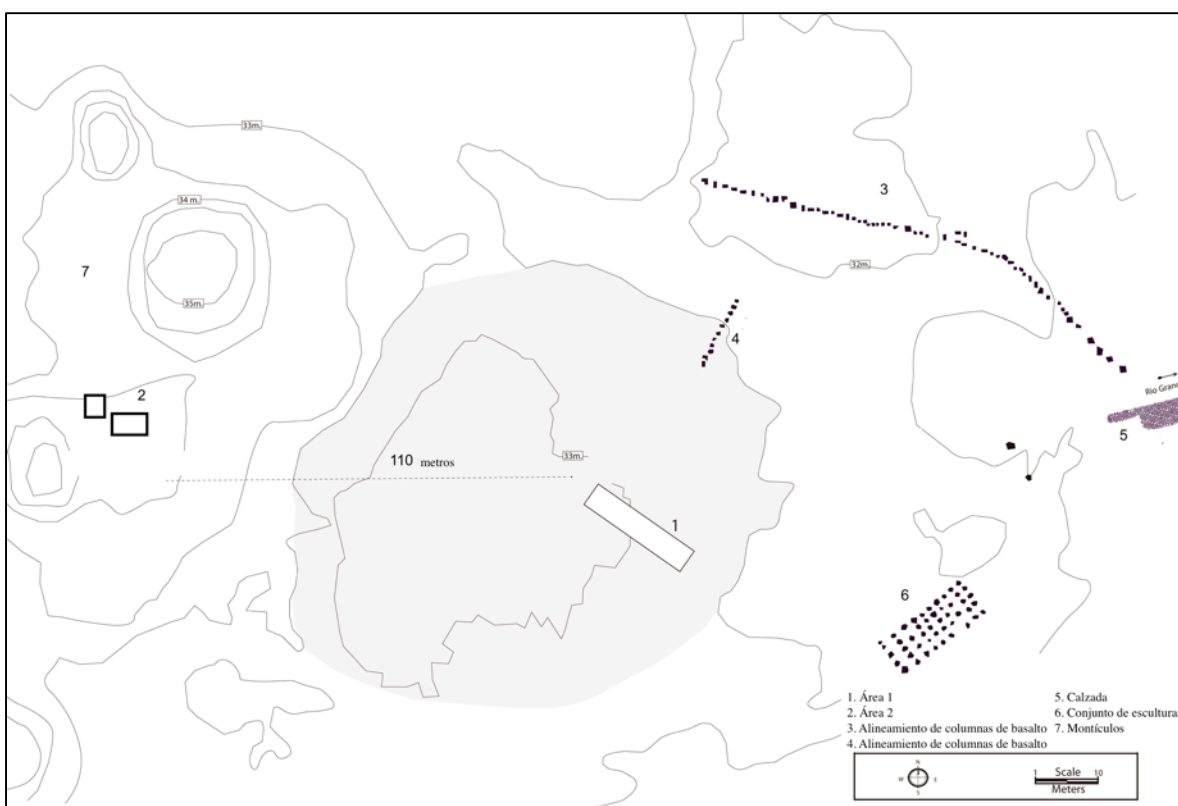 33m.
3
34 m.
7
32m.
35m.
4
Rio Grand
2
5
33m.
110 metros
1
6
1. Área 1
2. Área 2
3. Alineamiento de columnas de basalto
4. Alineamiento de columnas de basalto
5. Calzada
6. Conjunto de escultura
7. Montículos
N
W E
S
1 Scale 10
Meters